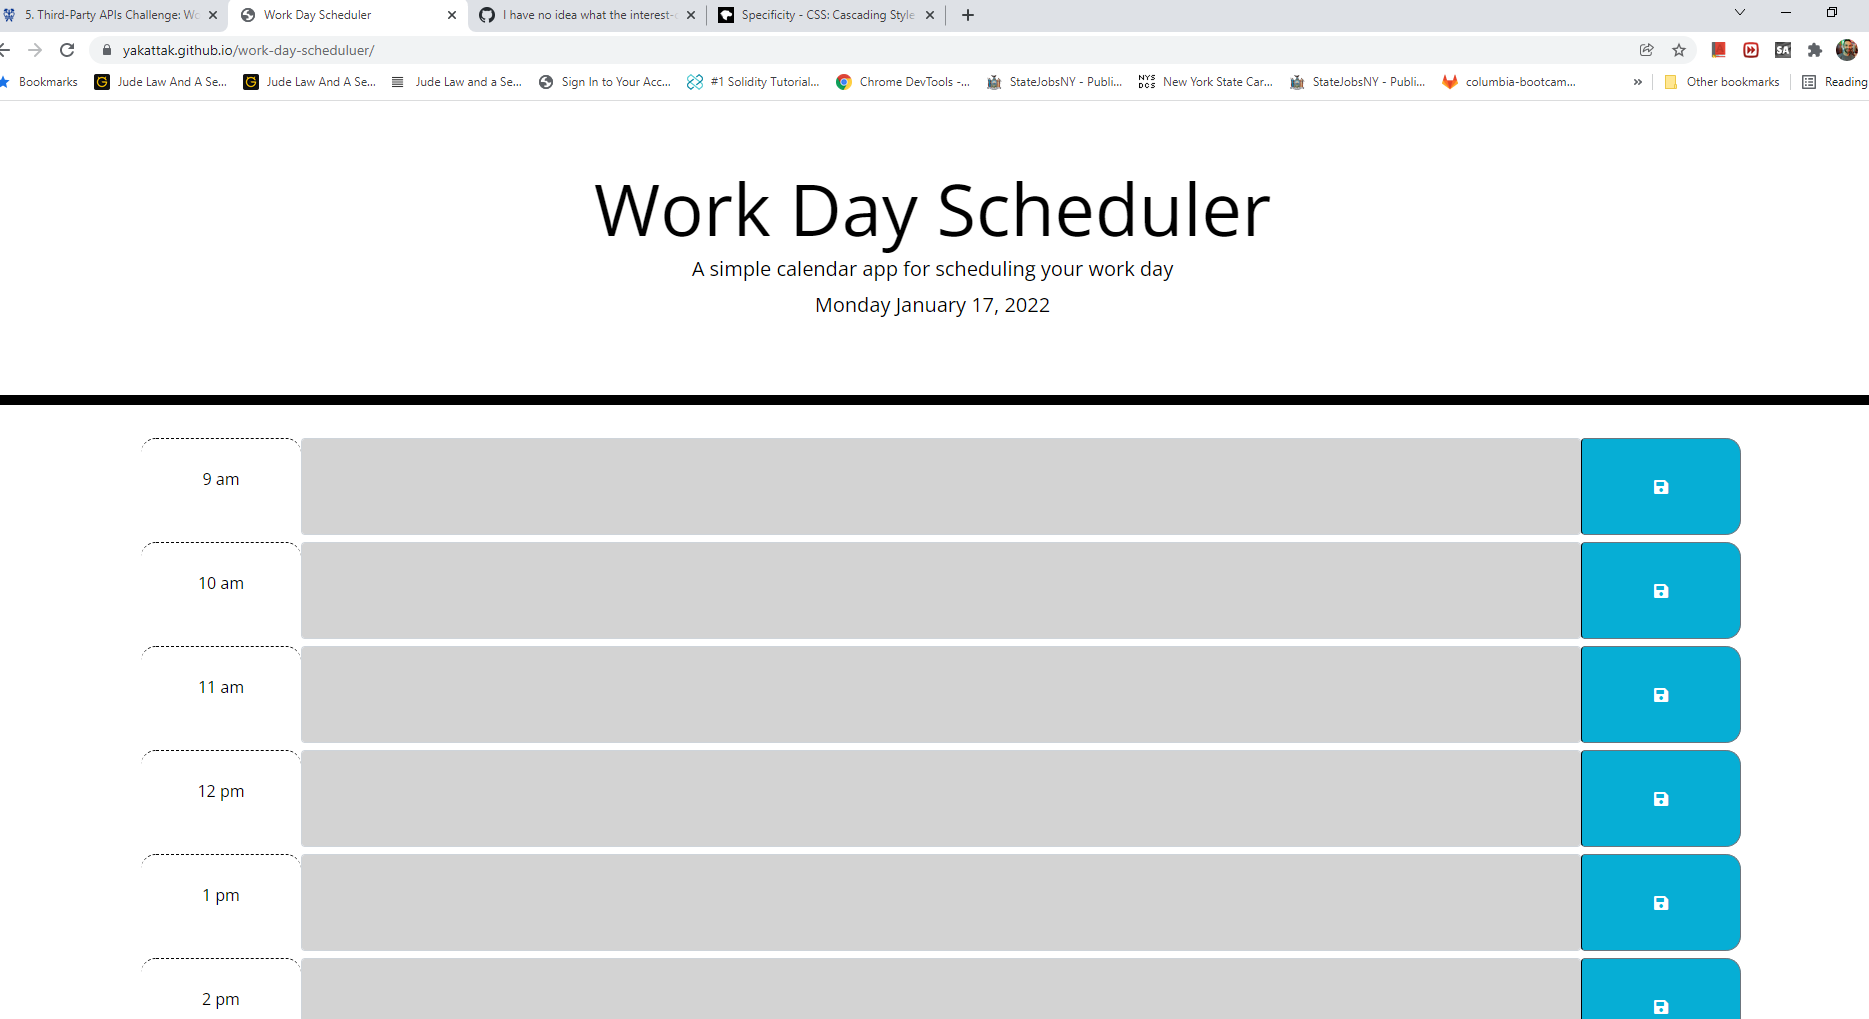 5. Third-Party APIs Challenge: Wo
Work Day Scheduler
I have no idea what the interest-c
Specificity - CSS: Cascading Style
yakattak.github.io/work-day-scheduluer/
SA
Bookmarks
G
Jude Law And A Se...
G
Jude Law And A Se...
Jude Law and a Se...
Sign In to Your Acc...
#1 Solidity Tutorial...
Chrome DevTools -...
StateJobsNY - Publi...
NYS DCS
New York State Car...
StateJobsNY - Publi...
columbia-bootcam...
»
Other bookmarks
Reading
Work Day Scheduler
A simple calendar app for scheduling your work day
Monday January 17, 2022
9 am
10 am
11 am
12 pm
1 pm
2 pm